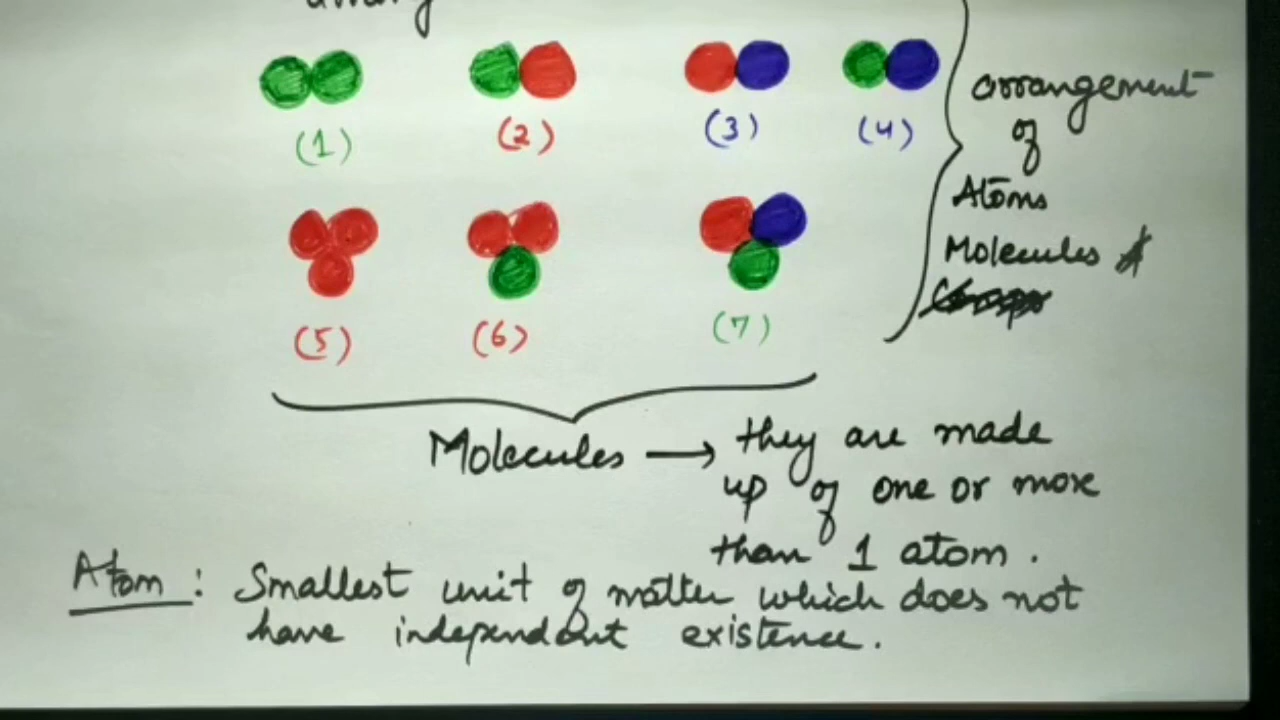 among
(1) (2) (3) (4)
(5) (6) (7)
arrangement
of
Atoms
Molecules
Molecules → they are made
up of one or more
than 1 atom.
Atom : Smallest unit of matter which does not
have independent existence.